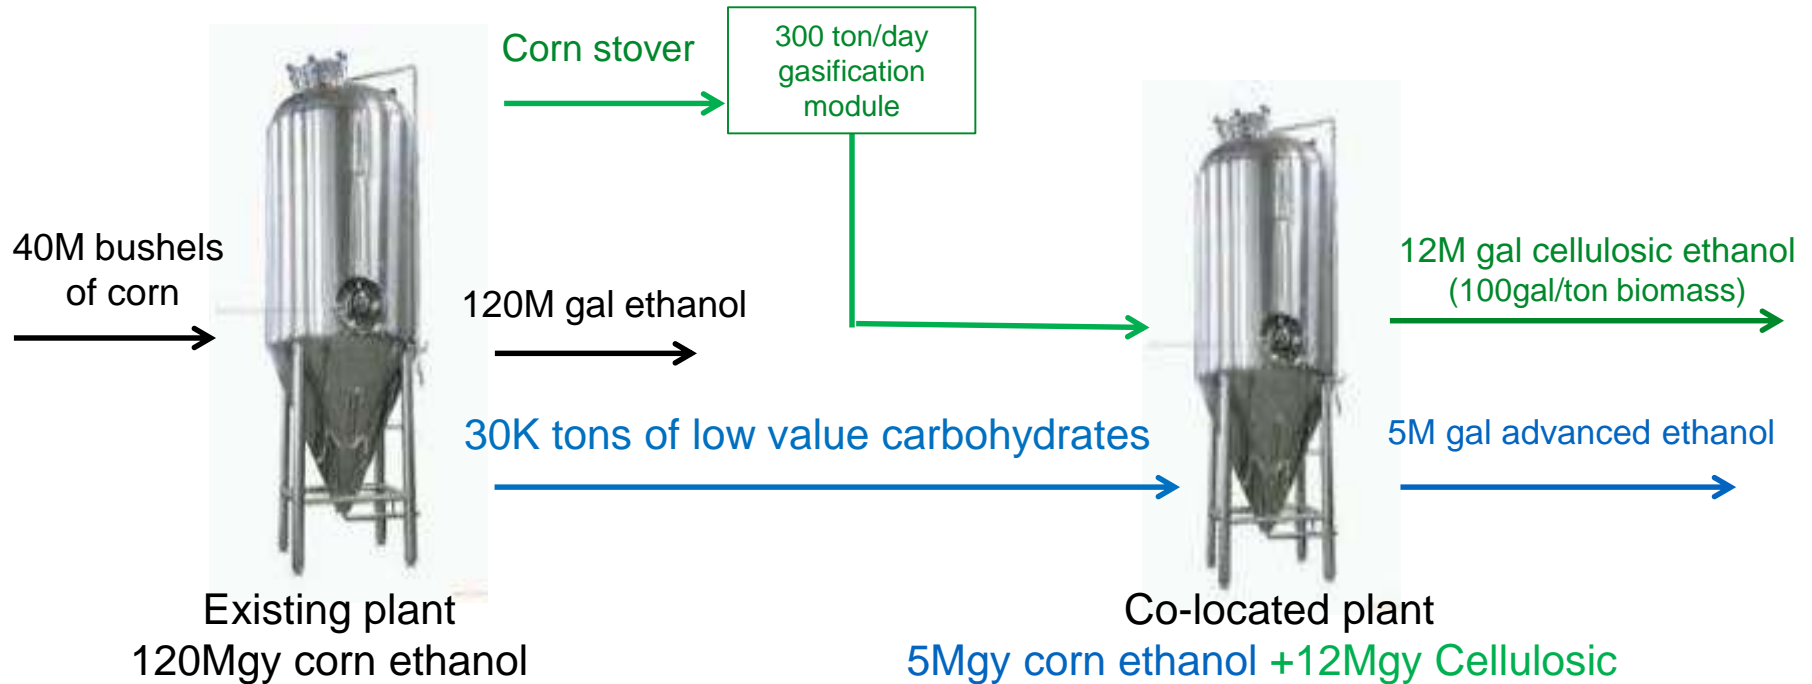 Corn stover
300 ton/day
gasification
module
40M bushels
of corn
120M gal ethanol
12M gal cellulosic ethanol
(100gal/ton biomass)
30K tons of low value carbohydrates
5M gal advanced ethanol
Existing plant
120Mgy corn ethanol
Co-located plant
5Mgy corn ethanol +12Mgy Cellulosic